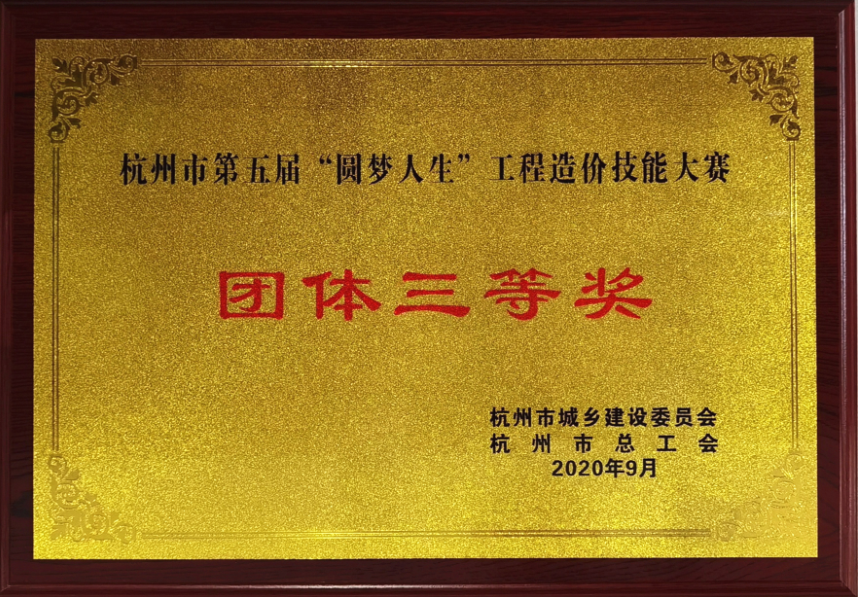 杭州市第五届“圆梦人生”工程造价技能大赛
团体三等奖
杭州市城乡建设委员会
杭州市总工会
2020年9月